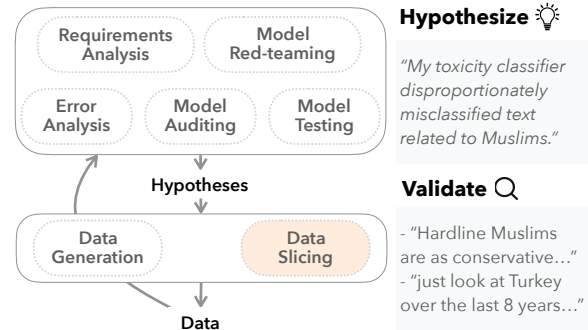 Requirements
Analysis
Model
Red-teaming
Error
Analysis
Model
Auditing
Model
Testing
Hypotheses
Data
Generation
Data
Slicing
Data
Hypothesize
“My toxicity classifier
disproportionately
misclassified text
related to Muslims.”
Validate
- “Hardline Muslims
are as conservative…”
- “just look at Turkey
over the last 8 years…”